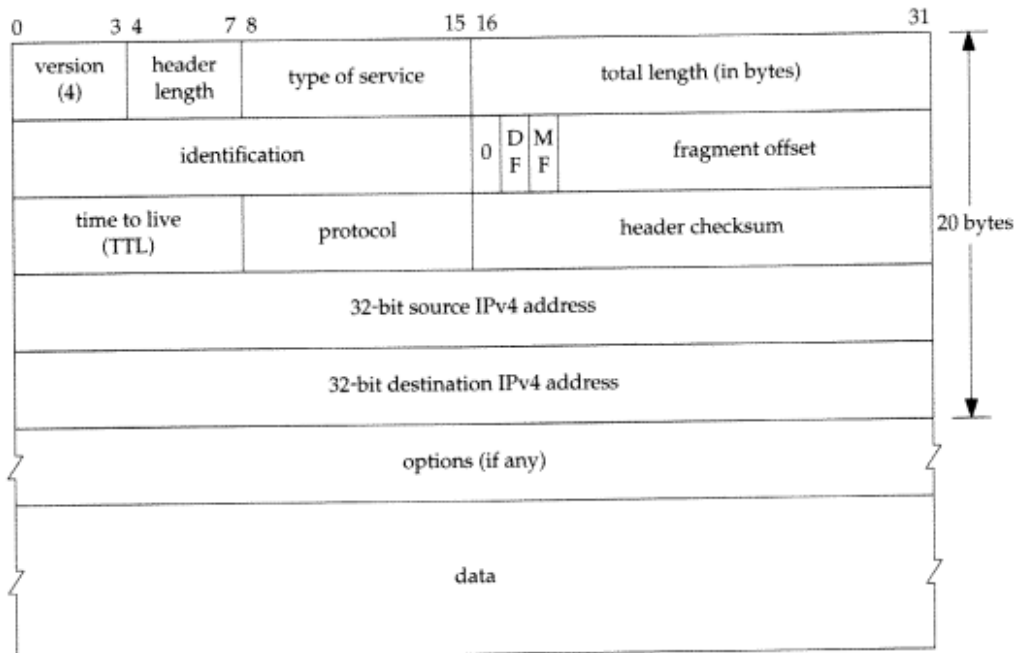 0 3 4 7 8 15 16 31
version (4) header length type of service total length (in bytes)
identification 0 DF MF fragment offset
time to live (TTL) protocol header checksum
20 bytes
32-bit source IPv4 address
32-bit destination IPv4 address
options (if any)
data